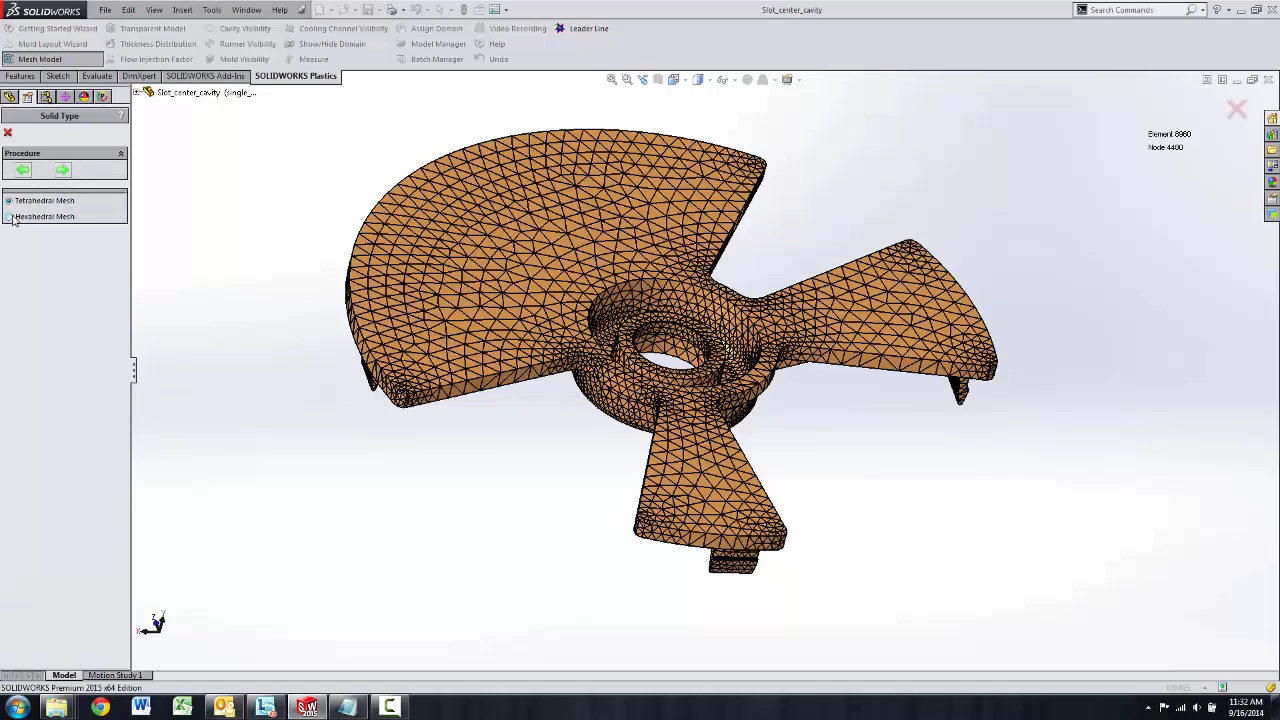 SOLIDWORKS File Edit View Insert Tools Window Help Slot_center_cavity Search Commands
Getting Started Wizard Transparent Model Cavity Visibility Cooling Channel Visibility Assign Domain Video Recording Leader Line
Mold Layout Wizard Thickness Distribution Runner Visibility Show/Hide Domain Model Manager Help
Mesh Model Flow Injection Factor Mold Visibility Measure Batch Manager Undo
Features Sketch Evaluate DimXpert SOLIDWORKS Add-Ins SOLIDWORKS Plastics
Slot_center_cavity (single_...
Solid Type ?
Element 8960
Node 4480
Procedure
Tetrahedral Mesh
Hexahedral Mesh
Model Motion Study 1
SOLIDWORKS Premium 2015 x64 Edition MMGS
11:32 AM
9/16/2014